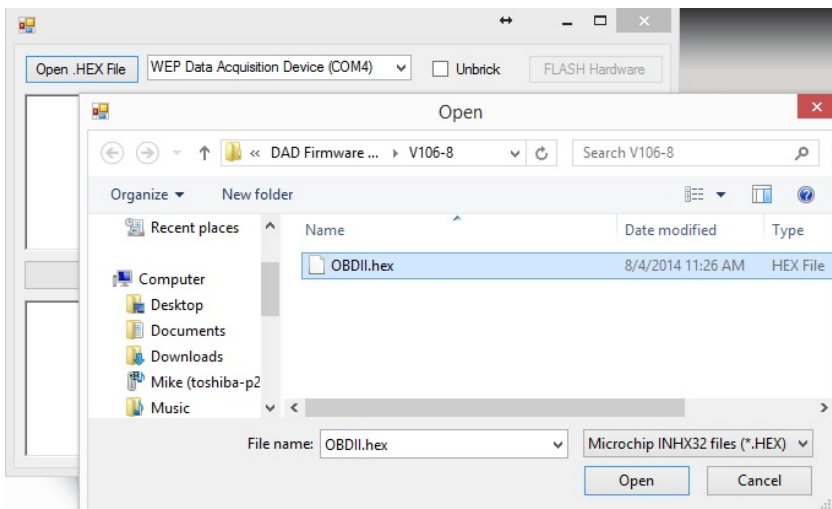 Open .HEX File WEP Data Acquisition Device (COM4) Unbrick FLASH Hardware
Open
« DAD Firmware ... V106-8 Search V106-8
Organize New folder
Recent places
Computer
Desktop
Documents
Downloads
Mike (toshiba-p2
Music
Name Date modified Type
OBDII.hex 8/4/2014 11:26 AM HEX File
File name: OBDII.hex Microchip INHX32 files (*.HEX)
Open Cancel